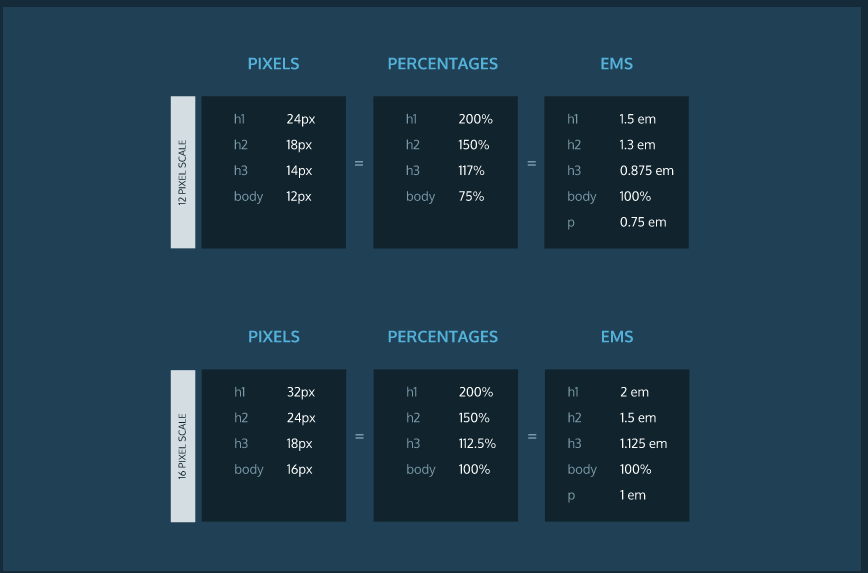 PIXELS PERCENTAGES EMS
12 PIXEL SCALE
h1 24px h1 200% h1 1.5 em
h2 18px h2 150% h2 1.3 em
h3 14px h3 117% h3 0.875 em
body 12px body 75% body 100%
= =
p 0.75 em
PIXELS PERCENTAGES EMS
16 PIXEL SCALE
h1 32px h1 200% h1 2 em
h2 24px h2 150% h2 1.5 em
h3 18px h3 112.5% h3 1.125 em
body 16px body 100% body 100%
= =
p 1 em